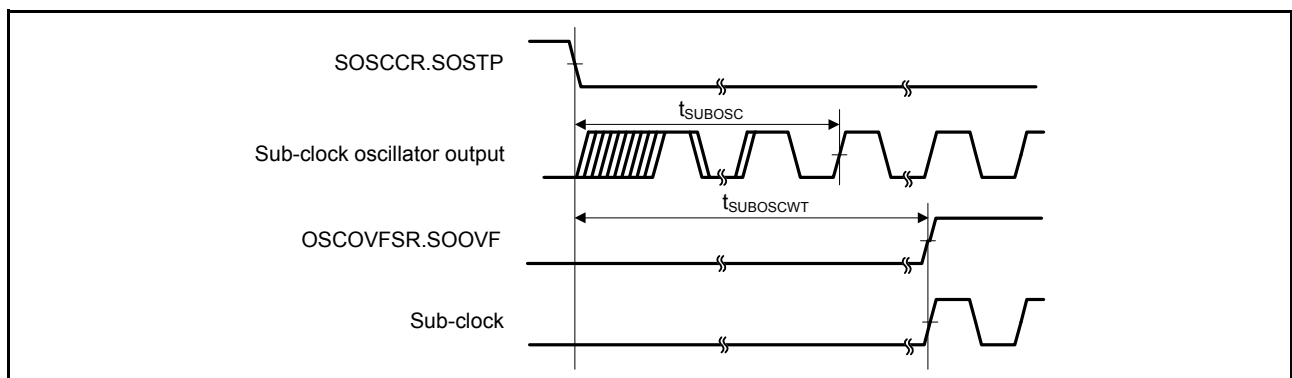 SOSCCR.SOSTP
tSUBOSC
Sub-clock oscillator output
tSUBOSCWT
OSCOVFSR.SOOVF
Sub-clock